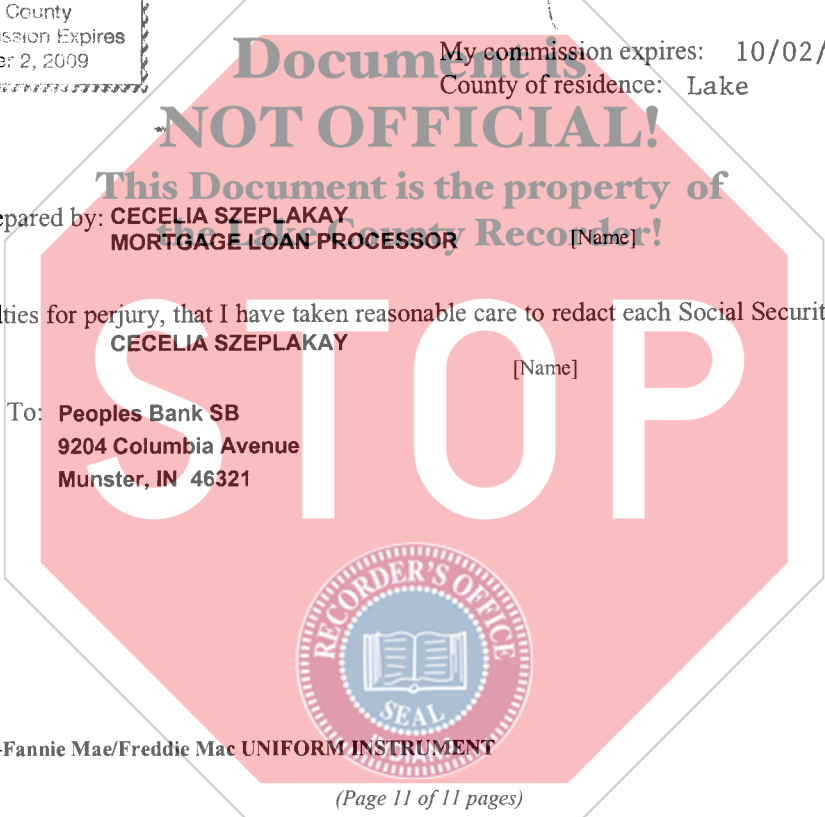 County
ssion Expires
er 2, 2009
My commission expires: 10/02/
County of residence: Lake
Document is
NOT OFFICIAL!
This Document is the property of
the Lake County Recorder!
epared by: CECELIA SZEPLAKAY
MORTGAGE LOAN PROCESSOR [Name]
lties for perjury, that I have taken reasonable care to redact each Social Securit
CECELIA SZEPLAKAY
[Name]
STOP
To: Peoples Bank SB
9204 Columbia Avenue
Munster, IN 46321
RECORDER'S OFFICE
SEAL
-Fannie Mae/Freddie Mac UNIFORM INSTRUMENT
(Page 11 of 11 pages)